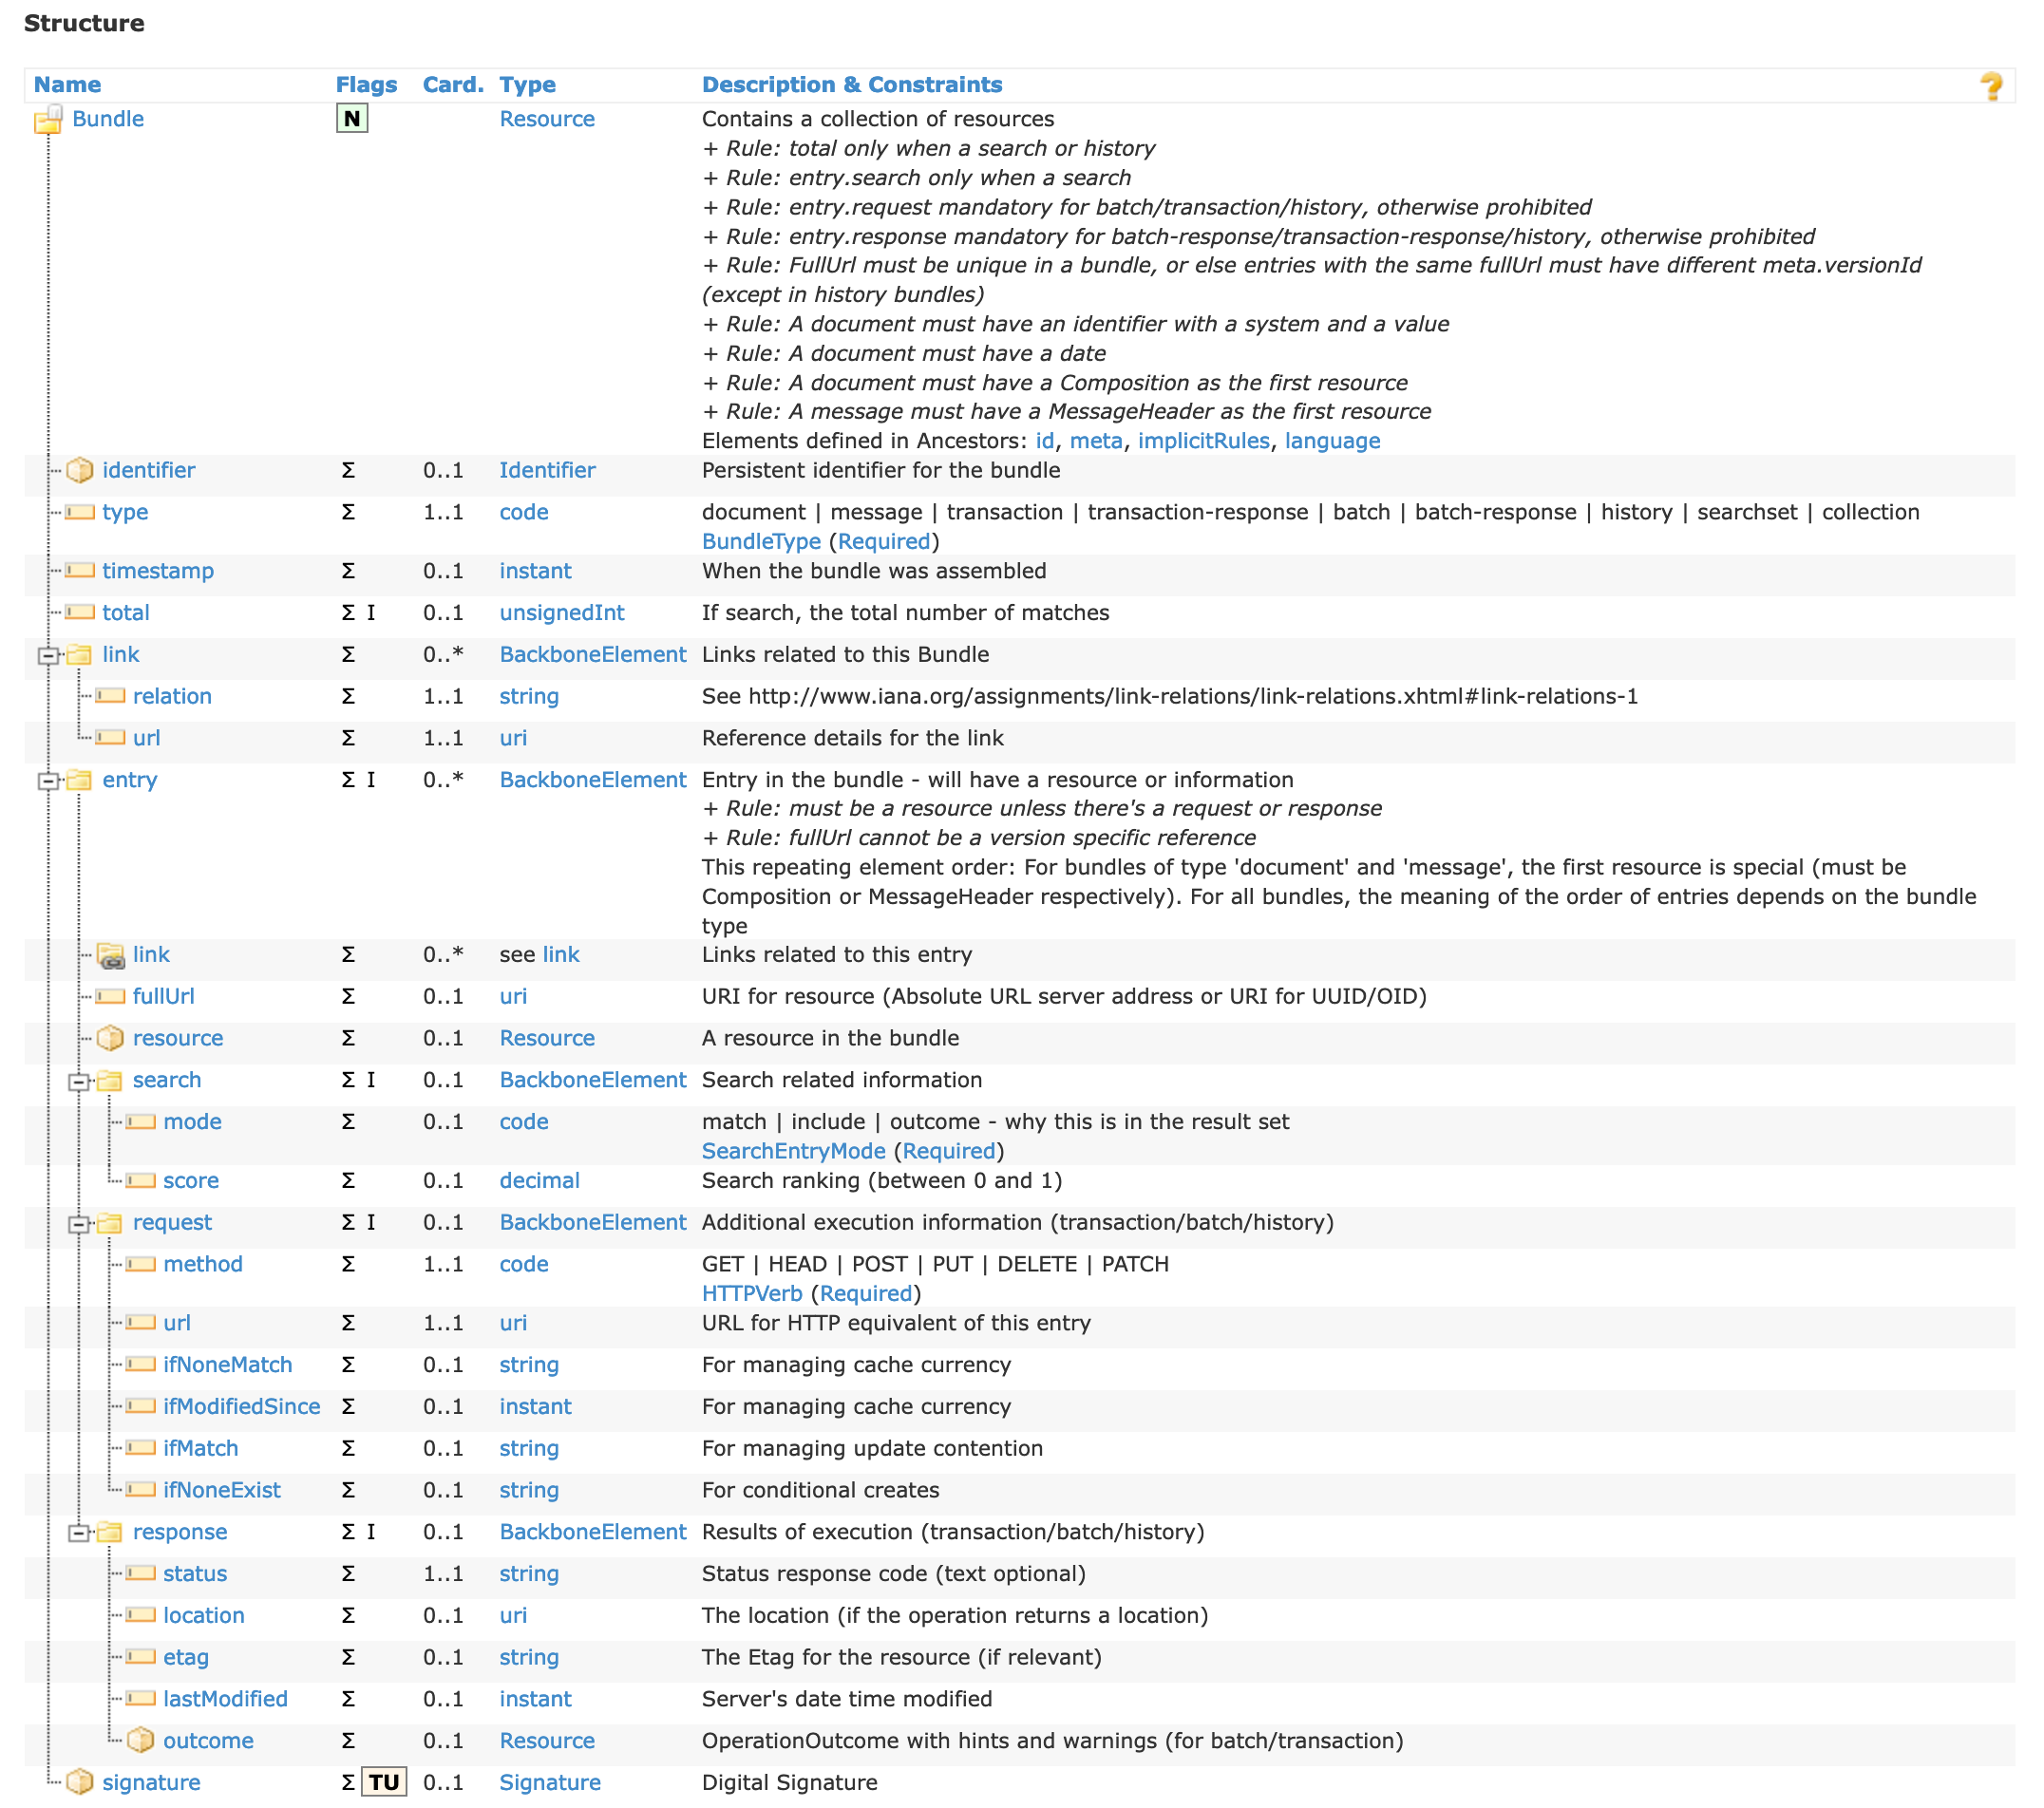 Structure
Name Flags Card. Type Description & Constraints
Bundle N Resource Contains a collection of resources
+ Rule: total only when a search or history
+ Rule: entry.search only when a search
+ Rule: entry.request mandatory for batch/transaction/history, otherwise prohibited
+ Rule: entry.response mandatory for batch-response/transaction-response/history, otherwise prohibited
+ Rule: FullUrl must be unique in a bundle, or else entries with the same fullUrl must have different meta.versionId
(except in history bundles)
+ Rule: A document must have an identifier with a system and a value
+ Rule: A document must have a date
+ Rule: A document must have a Composition as the first resource
+ Rule: A message must have a MessageHeader as the first resource
Elements defined in Ancestors: id, meta, implicitRules, language
identifier Σ 0..1 Identifier Persistent identifier for the bundle
type Σ 1..1 code document | message | transaction | transaction-response | batch | batch-response | history | searchset | collection
BundleType (Required)
timestamp Σ 0..1 instant When the bundle was assembled
total Σ I 0..1 unsignedInt If search, the total number of matches
link Σ 0..* BackboneElement Links related to this Bundle
relation Σ 1..1 string See http://www.iana.org/assignments/link-relations/link-relations.xhtml#link-relations-1
url Σ 1..1 uri Reference details for the link
entry Σ I 0..* BackboneElement Entry in the bundle - will have a resource or information
+ Rule: must be a resource unless there's a request or response
+ Rule: fullUrl cannot be a version specific reference
This repeating element order: For bundles of type 'document' and 'message', the first resource is special (must be
Composition or MessageHeader respectively). For all bundles, the meaning of the order of entries depends on the bundle
type
link Σ 0..* see link Links related to this entry
fullUrl Σ 0..1 uri URI for resource (Absolute URL server address or URI for UUID/OID)
resource Σ 0..1 Resource A resource in the bundle
search Σ I 0..1 BackboneElement Search related information
mode Σ 0..1 code match | include | outcome - why this is in the result set
SearchEntryMode (Required)
score Σ 0..1 decimal Search ranking (between 0 and 1)
request Σ I 0..1 BackboneElement Additional execution information (transaction/batch/history)
method Σ 1..1 code GET | HEAD | POST | PUT | DELETE | PATCH
HTTPVerb (Required)
url Σ 1..1 uri URL for HTTP equivalent of this entry
ifNoneMatch Σ 0..1 string For managing cache currency
ifModifiedSince Σ 0..1 instant For managing cache currency
ifMatch Σ 0..1 string For managing update contention
ifNoneExist Σ 0..1 string For conditional creates
response Σ I 0..1 BackboneElement Results of execution (transaction/batch/history)
status Σ 1..1 string Status response code (text optional)
location Σ 0..1 uri The location (if the operation returns a location)
etag Σ 0..1 string The Etag for the resource (if relevant)
lastModified Σ 0..1 instant Server's date time modified
outcome Σ 0..1 Resource OperationOutcome with hints and warnings (for batch/transaction)
signature Σ TU 0..1 Signature Digital Signature